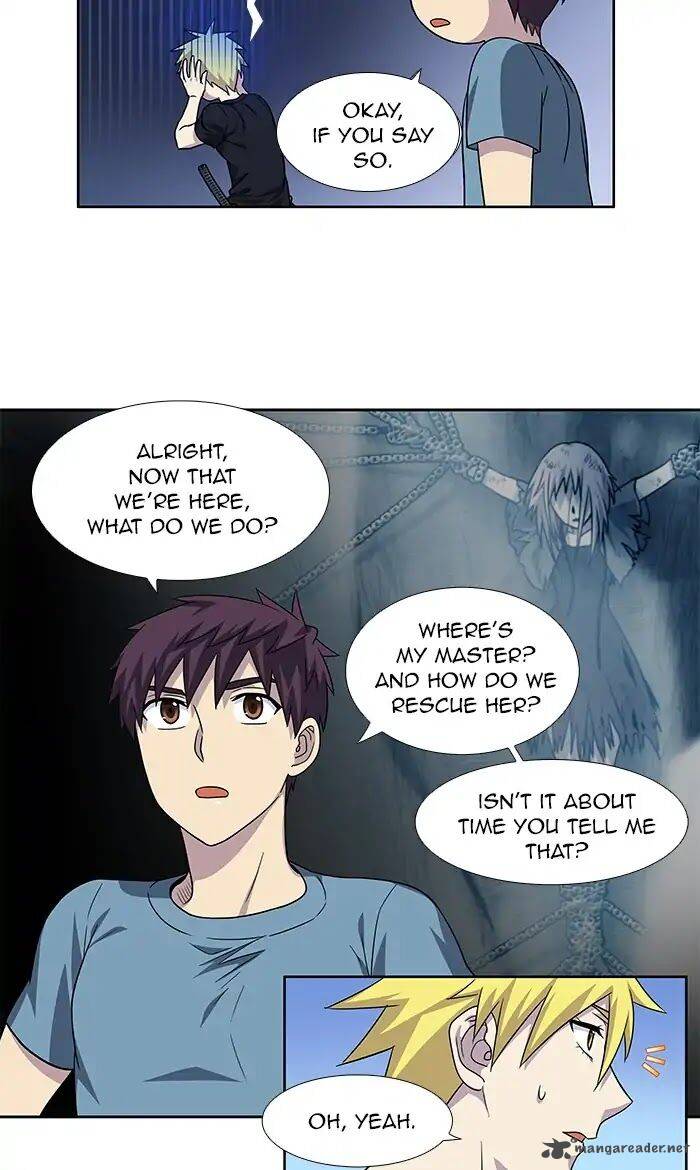 OKAY,
IF YOU SAY
SO.
ALRIGHT,
NOW THAT
WE'RE HERE,
WHAT DO WE DO?
WHERE'S
MY MASTER?
AND HOW DO WE
RESCUE HER?
ISN'T IT ABOUT
TIME YOU TELL ME
THAT?
OH, YEAH.
mangareader.net